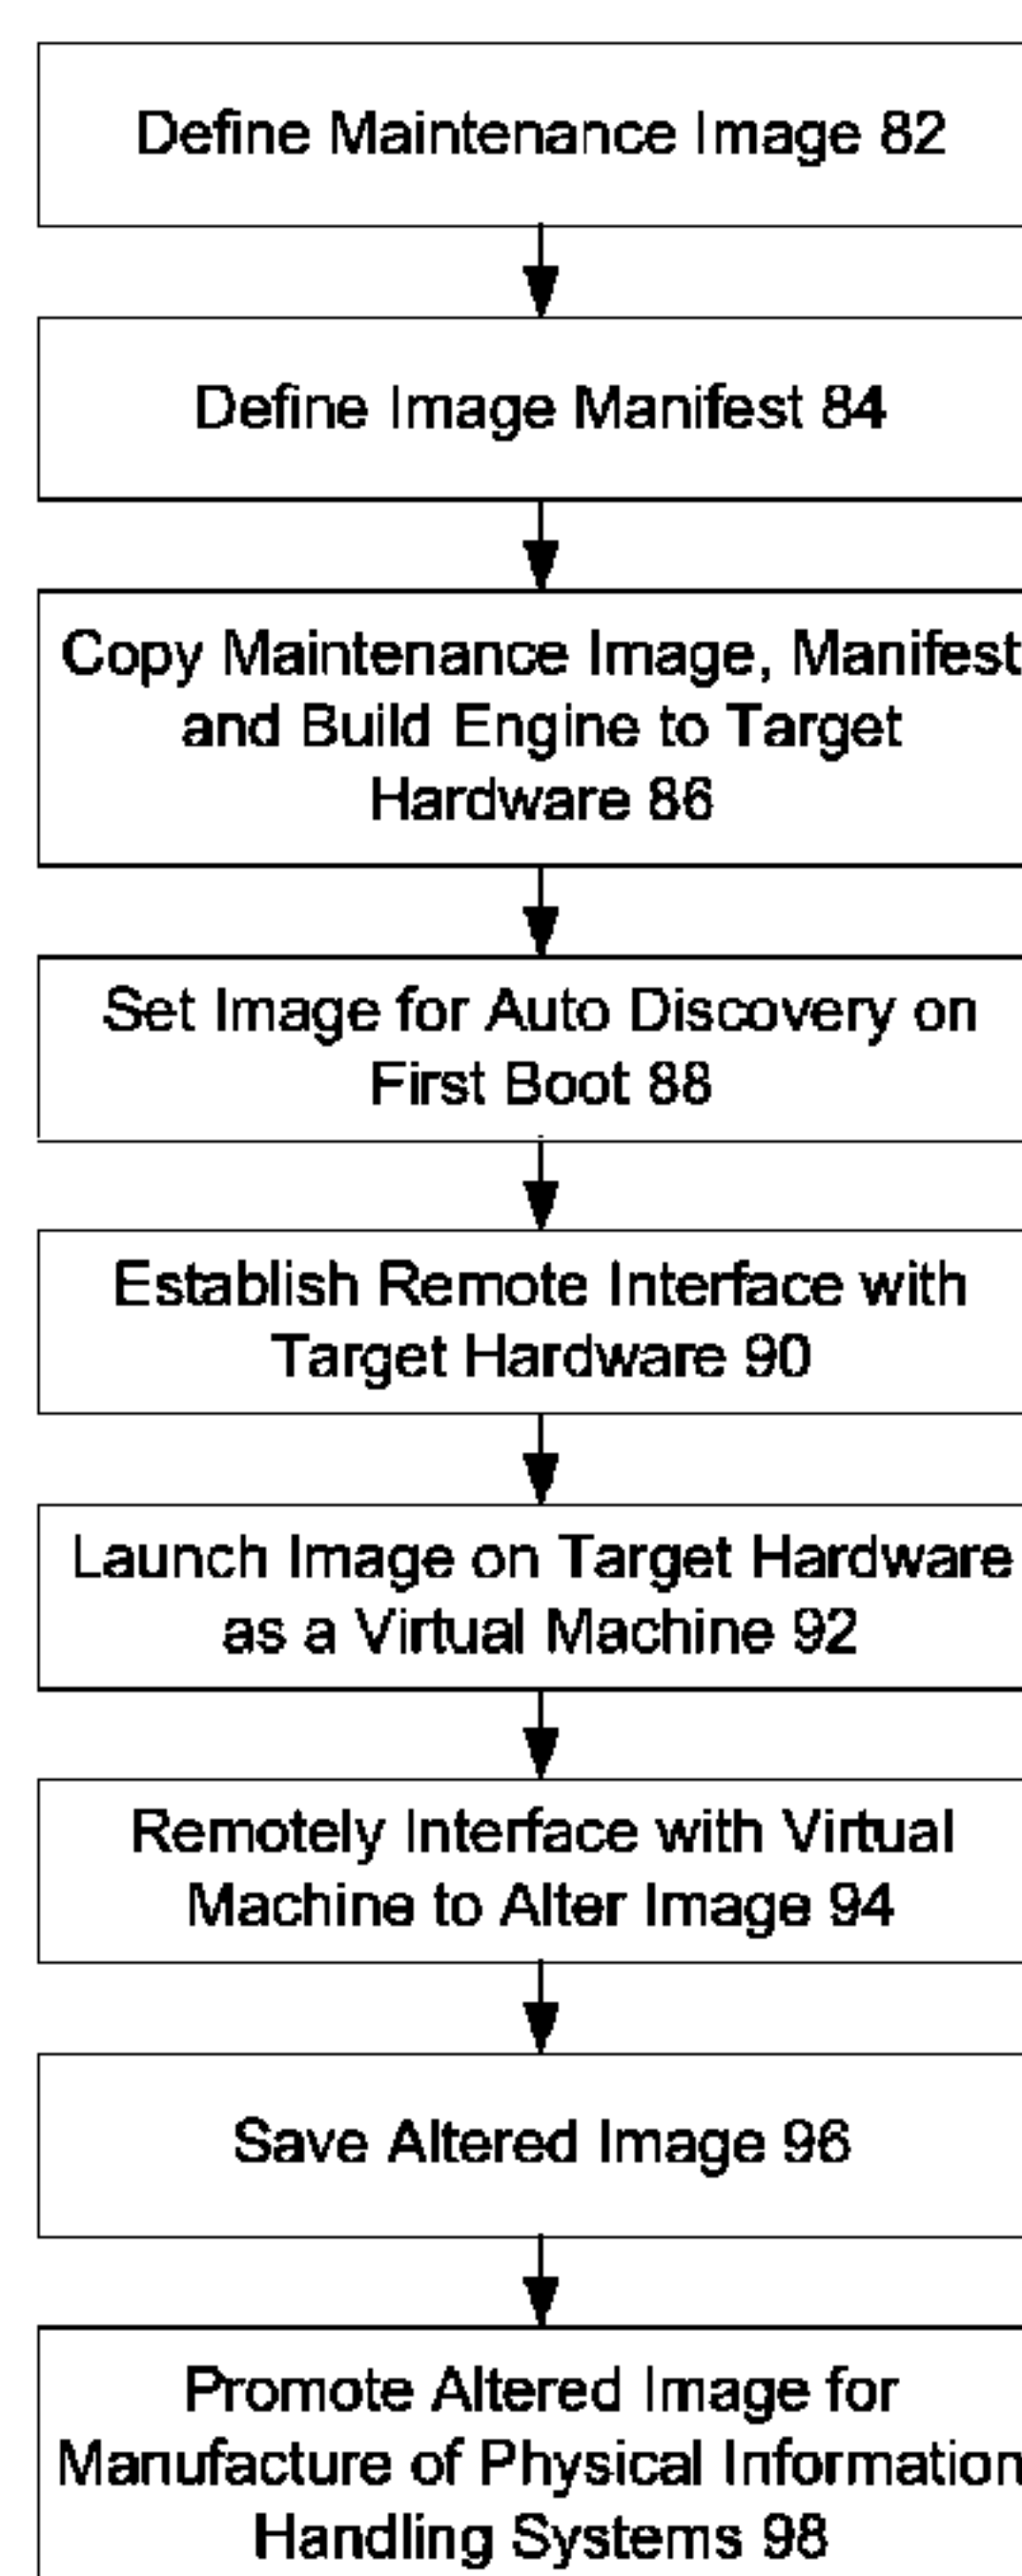 Define Maintenance Image 82
Define Image Manifest 84
Copy Maintenance Image, Manifest
and Build Engine to Target
Hardware 86
Set Image for Auto Discovery on
First Boot 88
Establish Remote Interface with
Target Hardware 90
Launch Image on Target Hardware
as a Virtual Machine 92
Remotely Interface with Virtual
Machine to Alter Image 94
Save Altered Image 96
Promote Altered Image for
Manufacture of Physical Information
Handling Systems 98